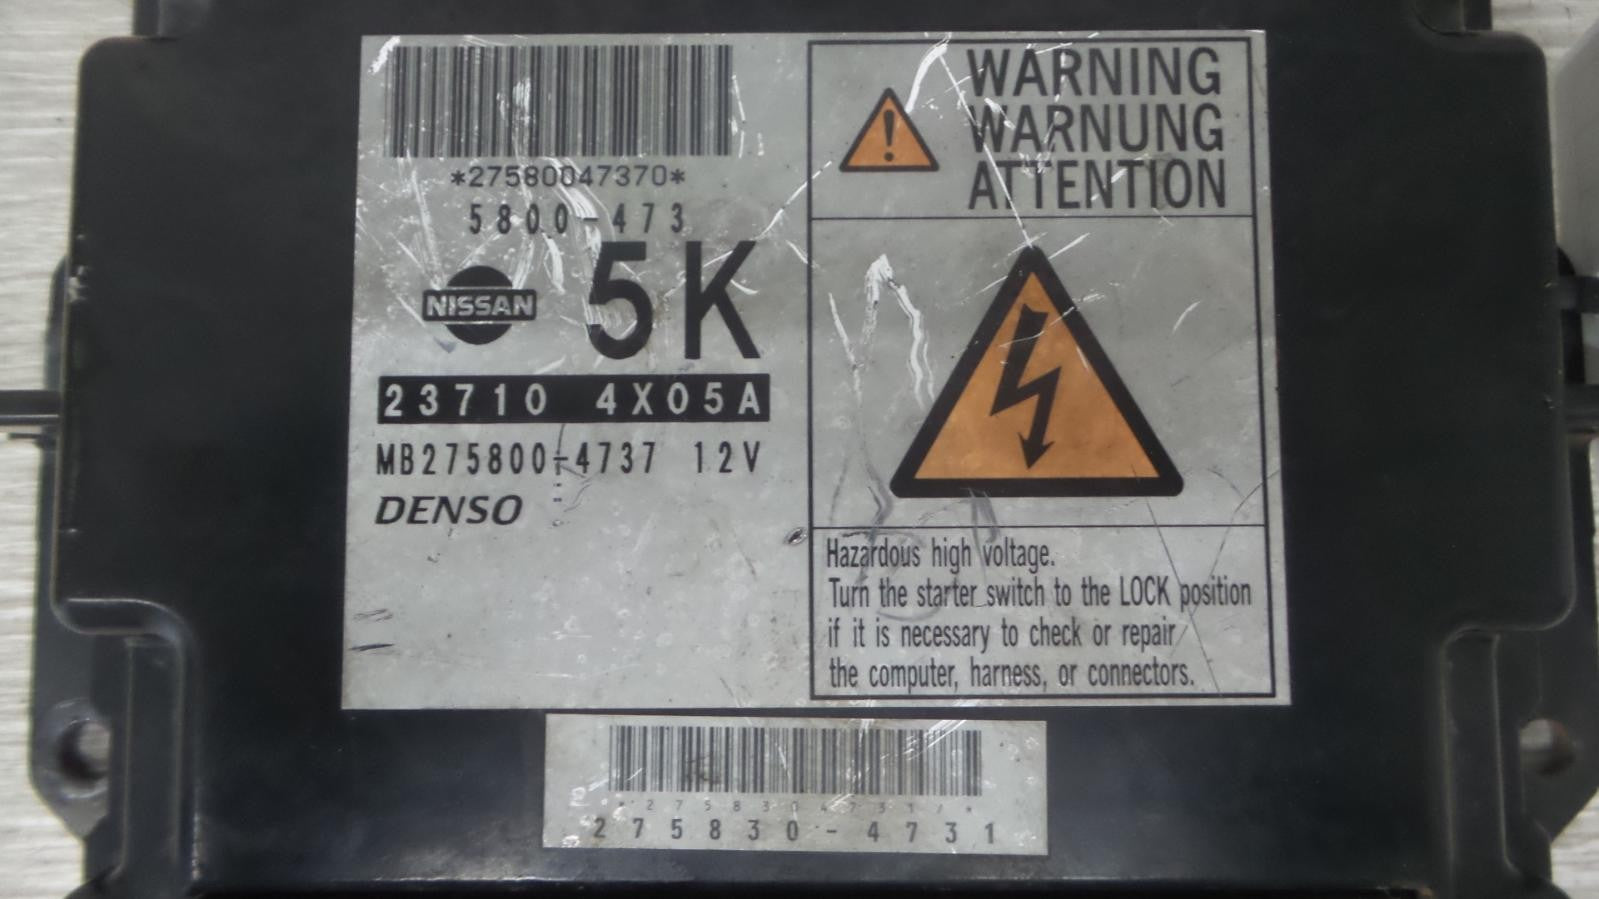 *27580047370*
5800-473
NISSAN
5K
23710 4X05A
MB275800-4737 12V
DENSO
WARNING
WARNUNG
ATTENTION
Hazardous high voltage.
Turn the starter switch to the LOCK position
if it is necessary to check or repair
the computer, harness, or connectors.
275830-4731